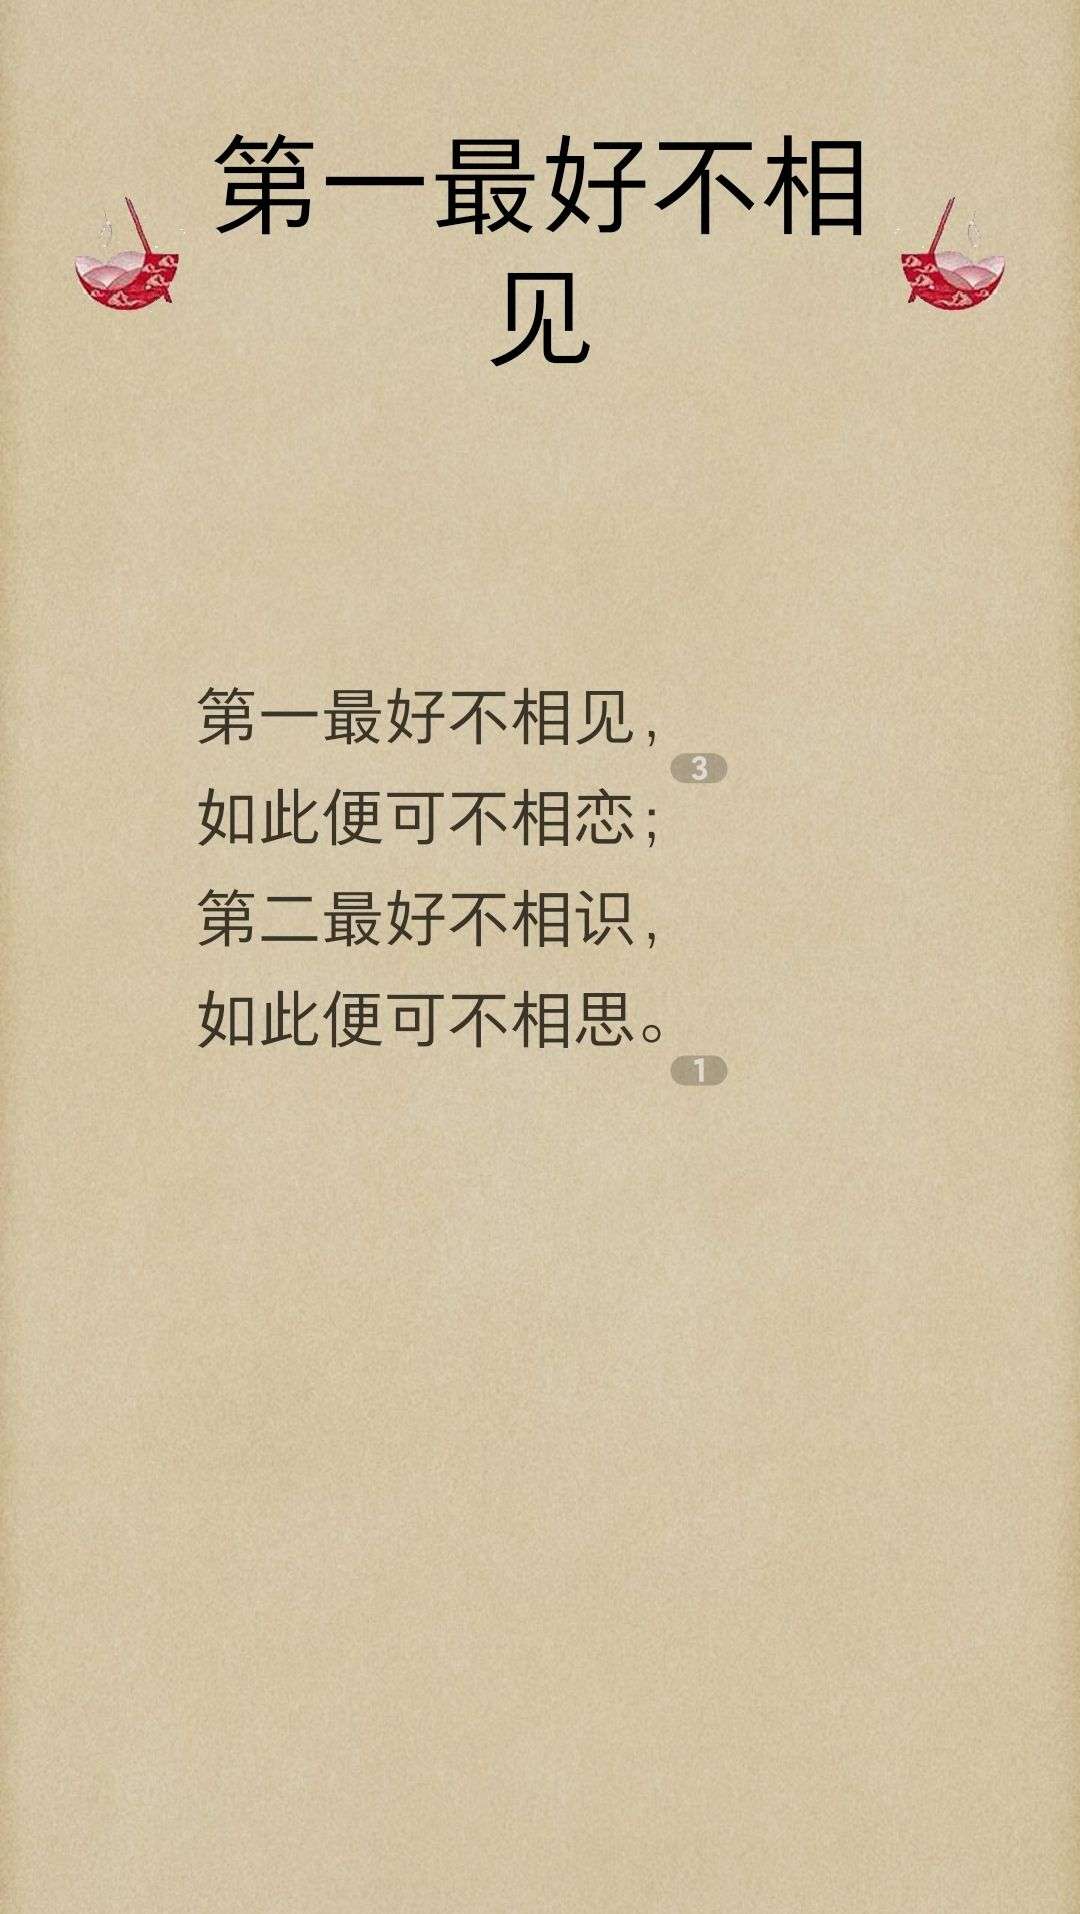 第一最好不相
见
第一最好不相见，
3
如此便可不相恋；
第二最好不相识，
如此便可不相思。
1